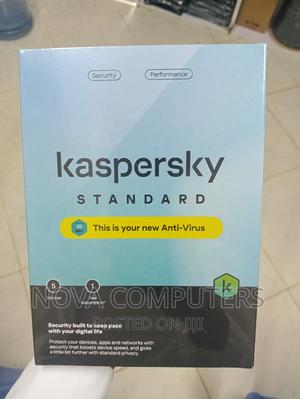 Security Performance
kaspersky
STANDARD
This is your new Anti-Virus
5 1
Devices Year
k
NOVA COMPUTERS
POSTED ON JIJI
Security built to keep pace
with your digital life
Protect your devices, apps and networks with
security that boosts device speed, and goes
a little bit further with standard privacy.